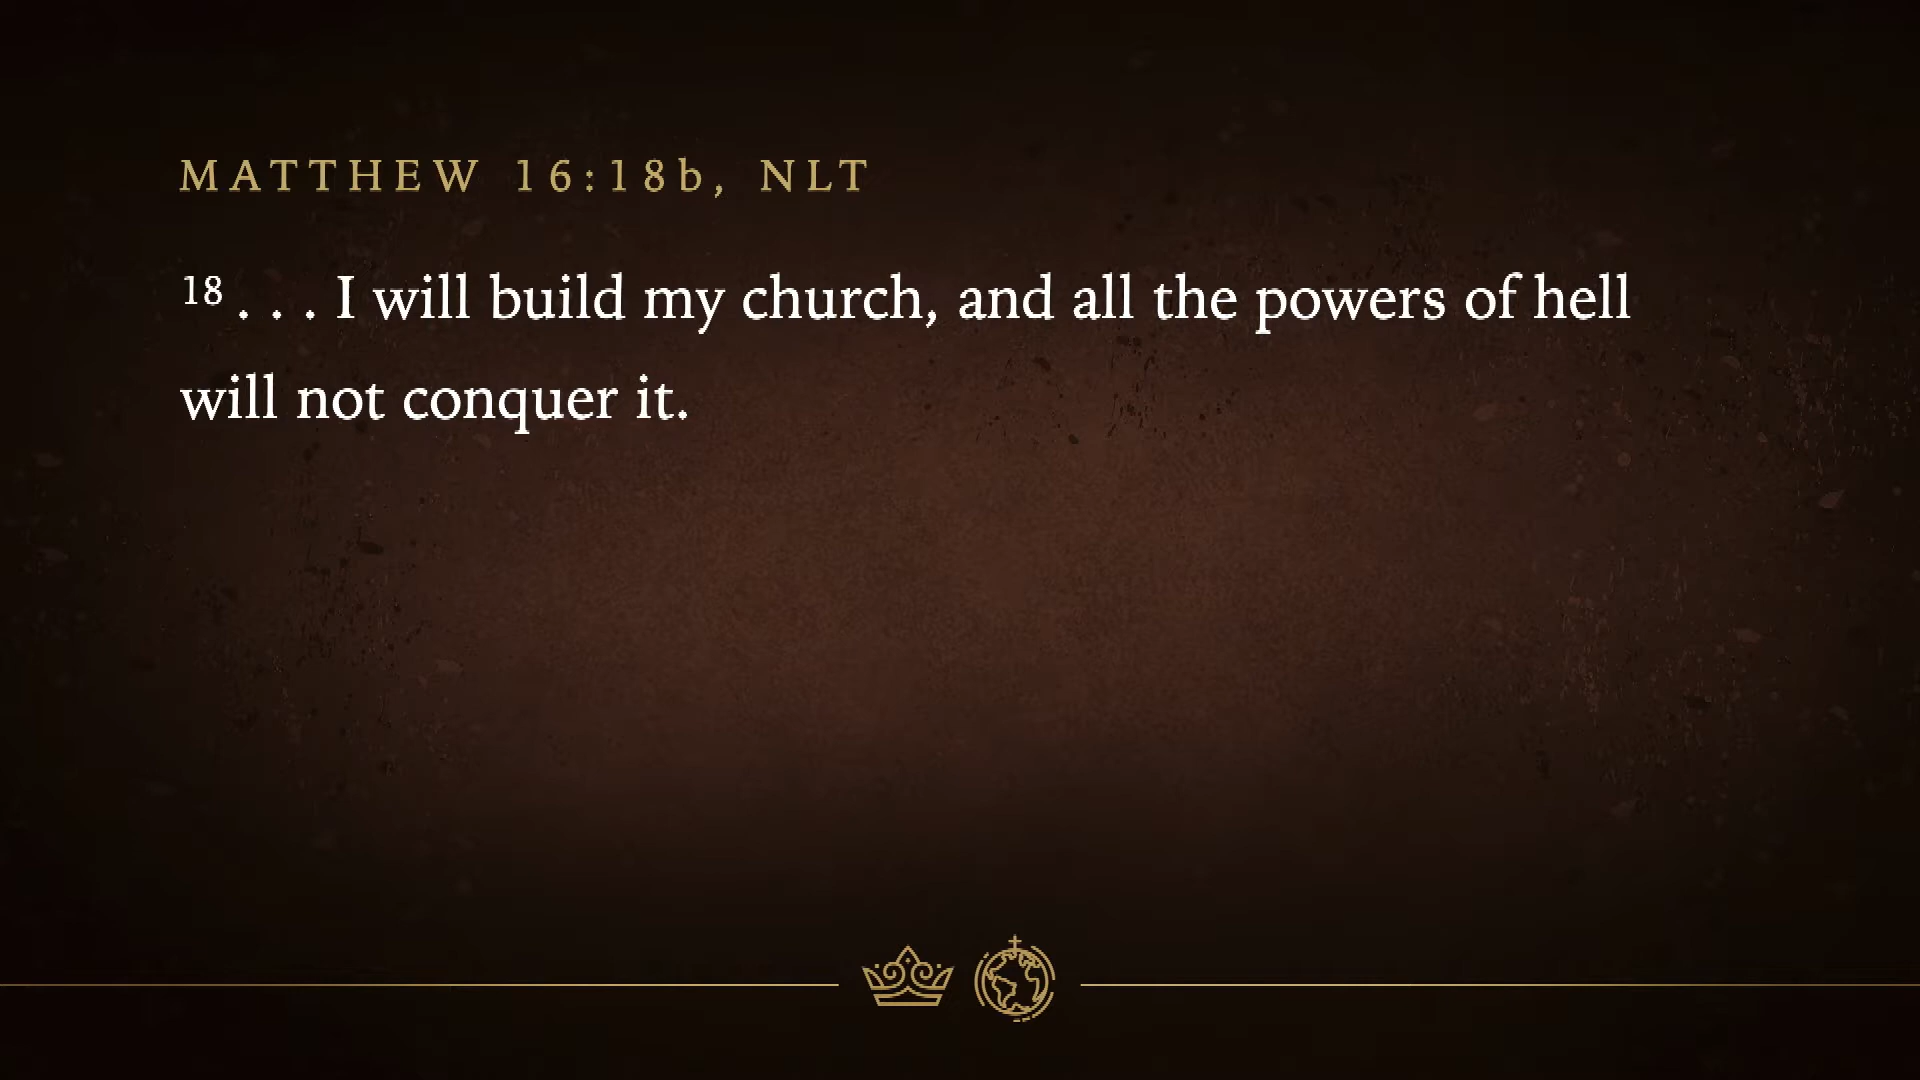 MATTHEW 16:18b, NLT
18 . . . I will build my church, and all the powers of hell
will not conquer it.